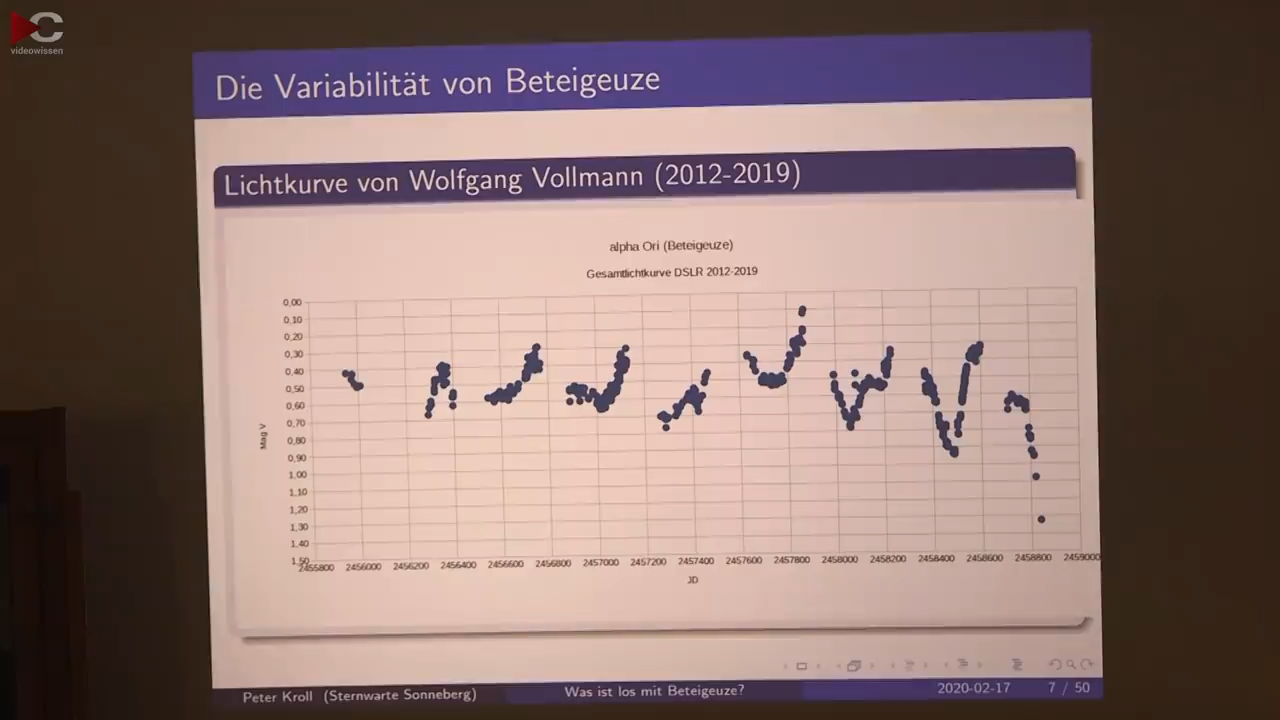 videowissen
Die Variabilität von Beteigeuze
Lichtkurve von Wolfgang Vollmann (2012-2019)
alpha Ori (Beteigeuze)
Gesamtlichtkurve DSLR 2012-2019
0,00
0,10
0,20
0,30
0,40
0,50
0,60
0,70
0,80
0,90
1,00
1,10
1,20
1,30
1,40
1,50
Mag V
2455800 2456000 2456200 2456400 2456600 2456800 2457000 2457200 2457400 2457600 2457800 2458000 2458200 2458400 2458600 2458800 2459000
JD
Peter Kroll (Sternwarte Sonneberg) Was ist los mit Beteigeuze? 2020-02-17 7 / 50